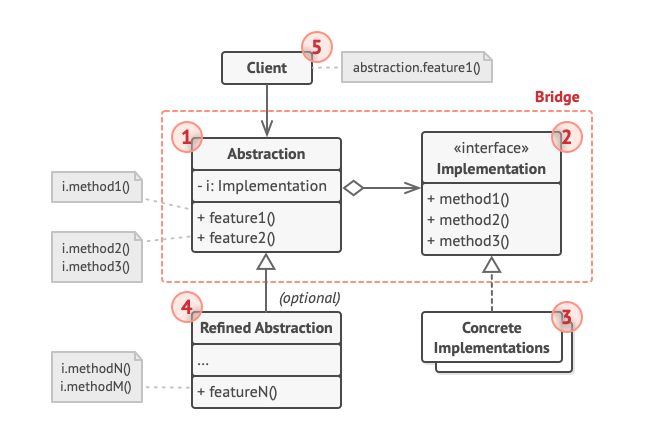 5
Client
abstraction.feature1()
Bridge
1
Abstraction
- i: Implementation
+ feature1()
+ feature2()
2
«interface»
Implementation
+ method1()
+ method2()
+ method3()
i.method1()
i.method2()
i.method3()
(optional)
4
Refined Abstraction
...
+ featureN()
3
Concrete
Implementations
i.methodN()
i.methodM()